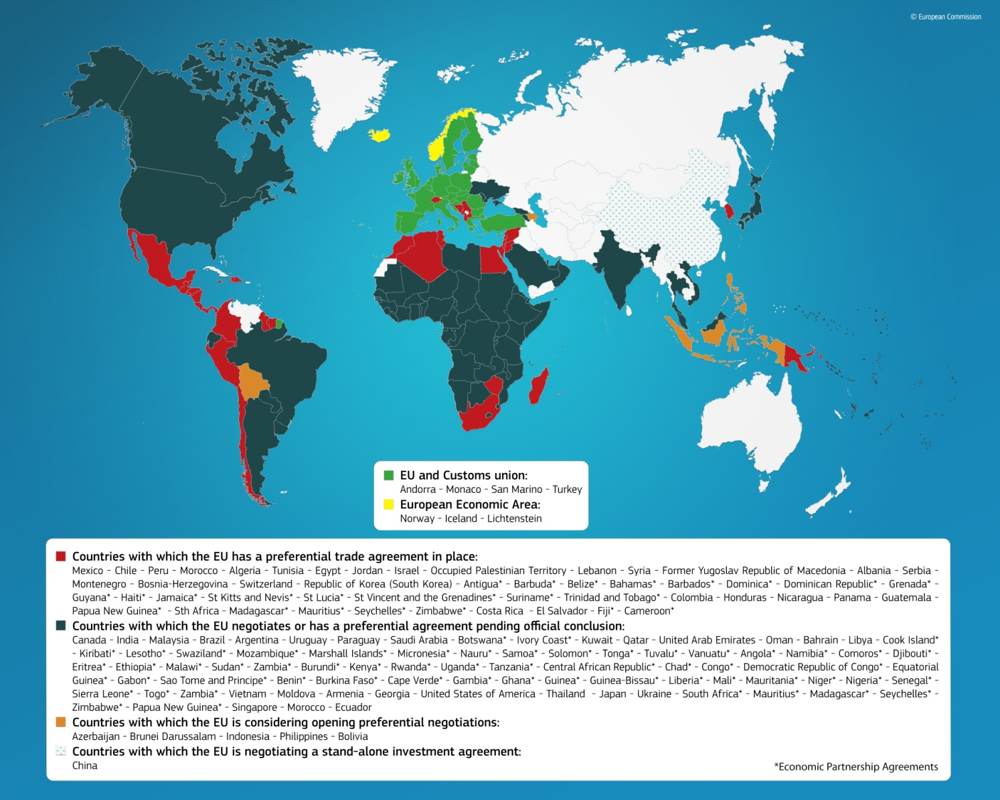 © European Commission
EU and Customs union:
Andorra - Monaco - San Marino - Turkey
European Economic Area:
Norway - Iceland - Lichtenstein
Countries with which the EU has a preferential trade agreement in place:
Mexico - Chile - Peru - Morocco - Algeria - Tunisia - Egypt - Jordan - Israel - Occupied Palestinian Territory - Lebanon - Syria - Former Yugoslav Republic of Macedonia - Albania - Serbia -
Montenegro - Bosnia-Herzegovina - Switzerland - Republic of Korea (South Korea) - Antigua* - Barbuda* - Belize* - Bahamas* - Barbados* - Dominica* - Dominican Republic* - Grenada* -
Guyana* - Haiti* - Jamaica* - St Kitts and Nevis* - St Lucia* - St Vincent and the Grenadines* - Suriname* - Trinidad and Tobago* - Colombia - Honduras - Nicaragua - Panama - Guatemala -
Papua New Guinea* - Sth Africa - Madagascar* - Mauritius* - Seychelles* - Zimbabwe* - Costa Rica - El Salvador - Fiji* - Cameroon*
Countries with which the EU negotiates or has a preferential agreement pending official conclusion:
Canada - India - Malaysia - Brazil - Argentina - Uruguay - Paraguay - Saudi Arabia - Botswana* - Ivory Coast* - Kuwait - Qatar - United Arab Emirates - Oman - Bahrain - Libya - Cook Island*
- Kiribati* - Lesotho* - Swaziland* - Mozambique* - Marshall Islands* - Micronesia* - Nauru* - Samoa* - Solomon* - Tonga* - Tuvalu* - Vanuatu* - Angola* - Namibia* - Comoros* - Djibouti* -
Eritrea* - Ethiopia* - Malawi* - Sudan* - Zambia* - Burundi* - Kenya* - Rwanda* - Uganda* - Tanzania* - Central African Republic* - Chad* - Congo* - Democratic Republic of Congo* - Equatorial
Guinea* - Gabon* - Sao Tome and Principe* - Benin* - Burkina Faso* - Cape Verde* - Gambia* - Ghana* - Guinea* - Guinea-Bissau* - Liberia* - Mali* - Mauritania* - Niger* - Nigeria* - Senegal* -
Sierra Leone* - Togo* - Zambia* - Vietnam - Moldova - Armenia - Georgia - United States of America - Thailand - Japan - Ukraine - South Africa* - Mauritius* - Madagascar* - Seychelles* -
Zimbabwe* - Papua New Guinea* - Singapore - Morocco - Ecuador
Countries with which the EU is considering opening preferential negotiations:
Azerbaijan - Brunei Darussalam - Indonesia - Philippines - Bolivia
Countries with which the EU is negotiating a stand-alone investment agreement:
China
*Economic Partnership Agreements